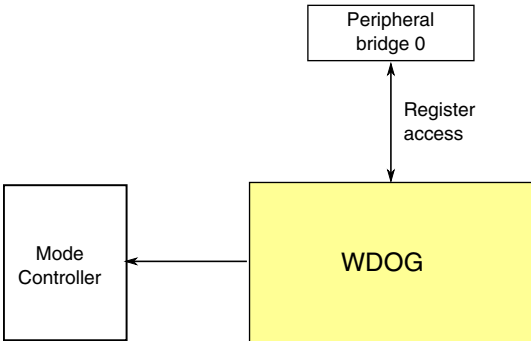 Peripheral
bridge 0
Register
access
Mode
Controller
WDOG